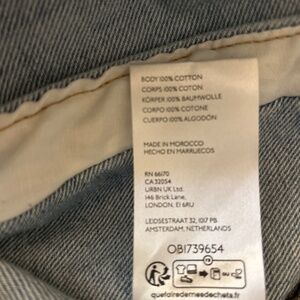 BODY 100% COTTON
CORPS 100% COTON
KÖRPER 100% BAUMWOLLE
CORPO 100% COTONE
CUERPO 100% ALGODÓN
MADE IN MOROCCO
HECHO EN MARRUECOS
RN 66170
CA 32054
URBN UK Ltd.
146 Brick Lane,
LONDON, E1 6RU
LEIDSESTRAAT 32, 1017 PB
AMSTERDAM, NETHERLANDS
OB1739654
FR
OU
quefairedemesdechets.fr